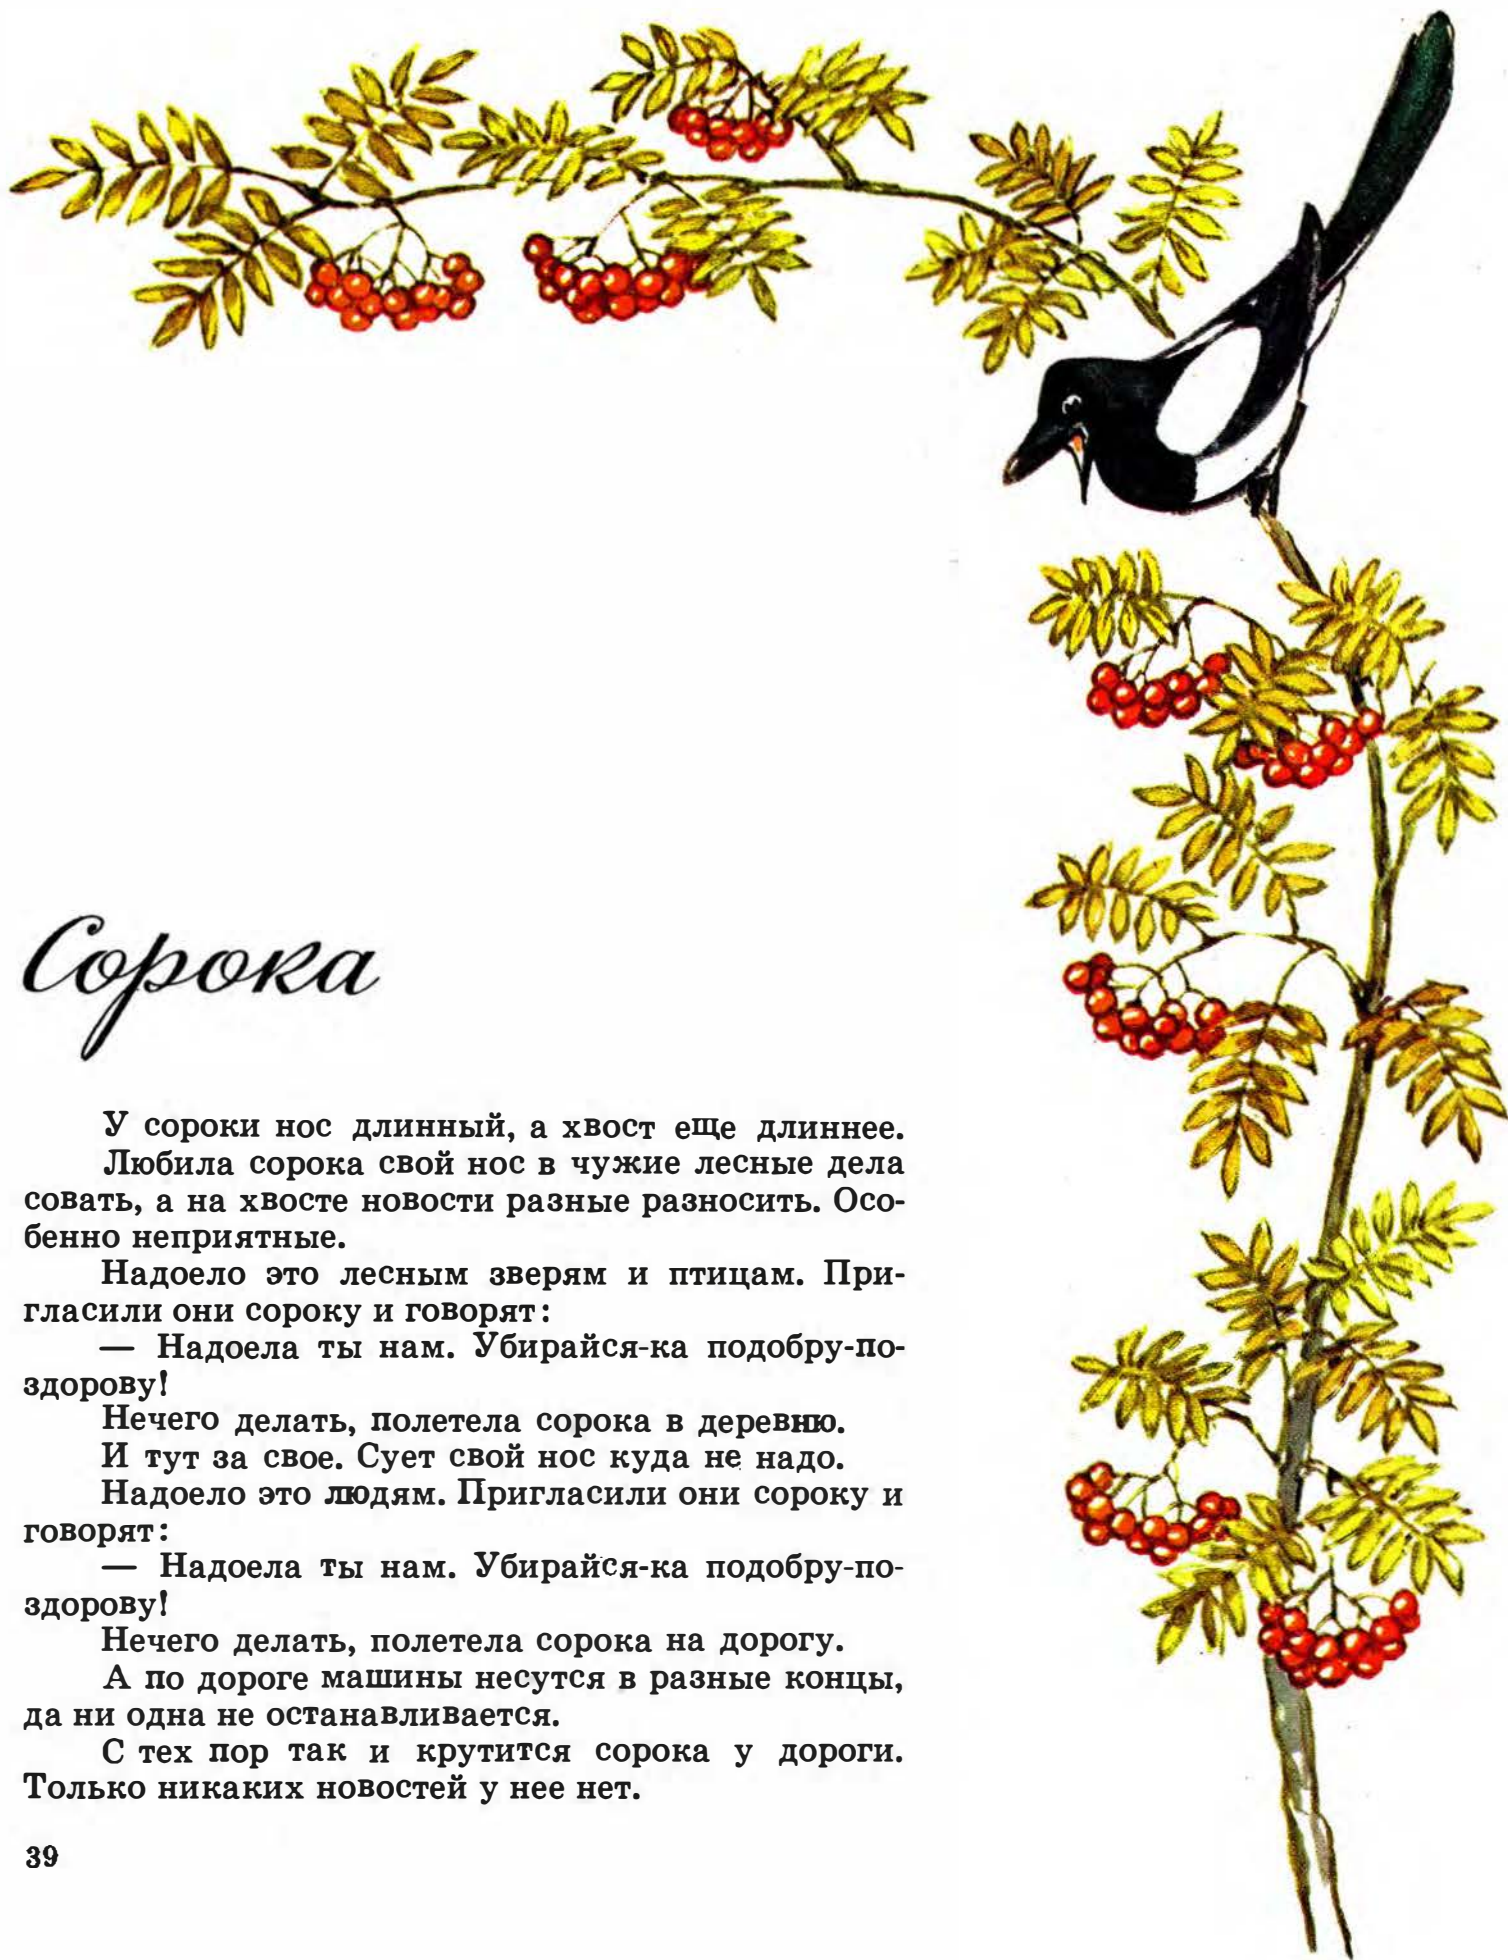 Сорока
У сороки нос длинный, а хвост еще длиннее.
Любила сорока свой нос в чужие лесные дела
совать, а на хвосте новости разные разносить. Осо-
бенно неприятные.
Надоело это лесным зверям и птицам. При-
гласили они сороку и говорят:
— Надоела ты нам. Убирайся-ка подобру-по-
здорову!
Нечего делать, полетела сорока в деревню.
И тут за свое. Сует свой нос куда не надо.
Надоело это людям. Пригласили они сороку и
говорят:
— Надоела ты нам. Убирайся-ка подобру-по-
здорову!
Нечего делать, полетела сорока на дорогу.
А по дороге машины несутся в разные концы,
да ни одна не останавливается.
С тех пор так и крутится сорока у дороги.
Только никаких новостей у нее нет.
39